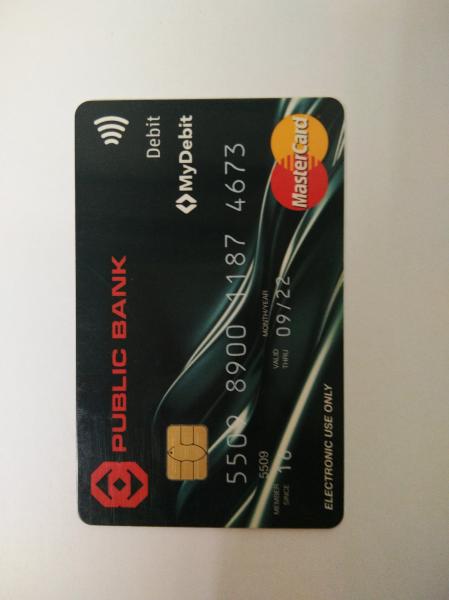 PUBLIC BANK
Debit
MyDebit
5509 8900 1187 4673
5509
MONTH/YEAR
MEMBER SINCE 16
VALID THRU 09/22
MasterCard
ELECTRONIC USE ONLY